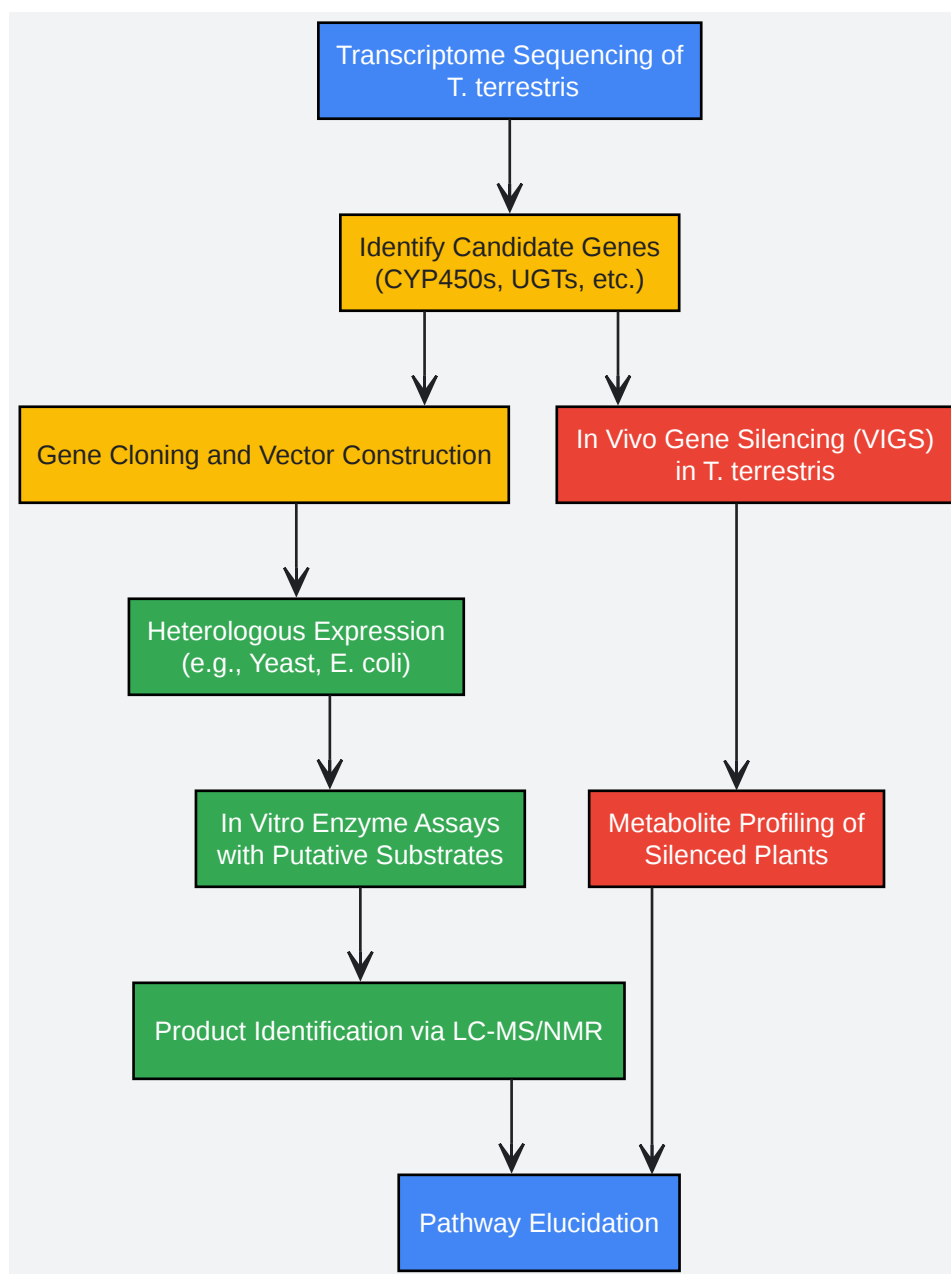 Transcriptome Sequencing of
T. terrestris
Identify Candidate Genes
(CYP450s, UGTs, etc.)
Gene Cloning and Vector Construction
In Vivo Gene Silencing (VIGS)
in T. terrestris
Heterologous Expression
(e.g., Yeast, E. coli)
In Vitro Enzyme Assays
with Putative Substrates
Metabolite Profiling of
Silenced Plants
Product Identification via LC-MS/NMR
Pathway Elucidation